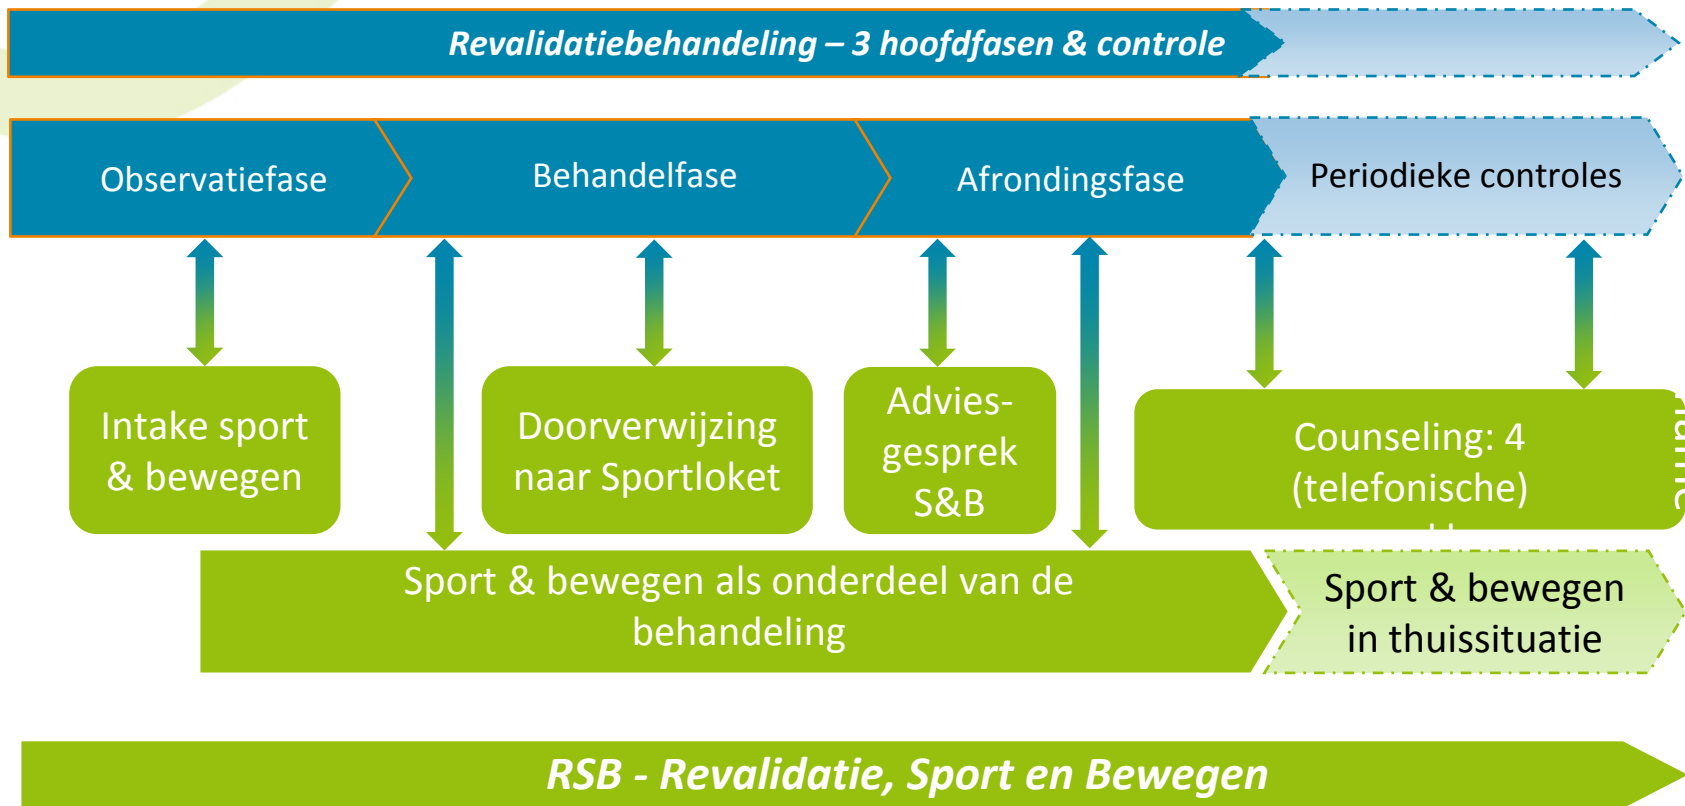 Revalidatiebehandeling – 3 hoofdfasen & controle
Observatiefase
Behandelfase
Afrondingsfase
Periodieke controles
Intake sport
& bewegen
Doorverwijzing
naar Sportloket
Advies-
gesprek
S&B
Counseling: 4
(telefonische)
Sport & bewegen als onderdeel van de
behandeling
Sport & bewegen
in thuissituatie
RSB - Revalidatie, Sport en Bewegen